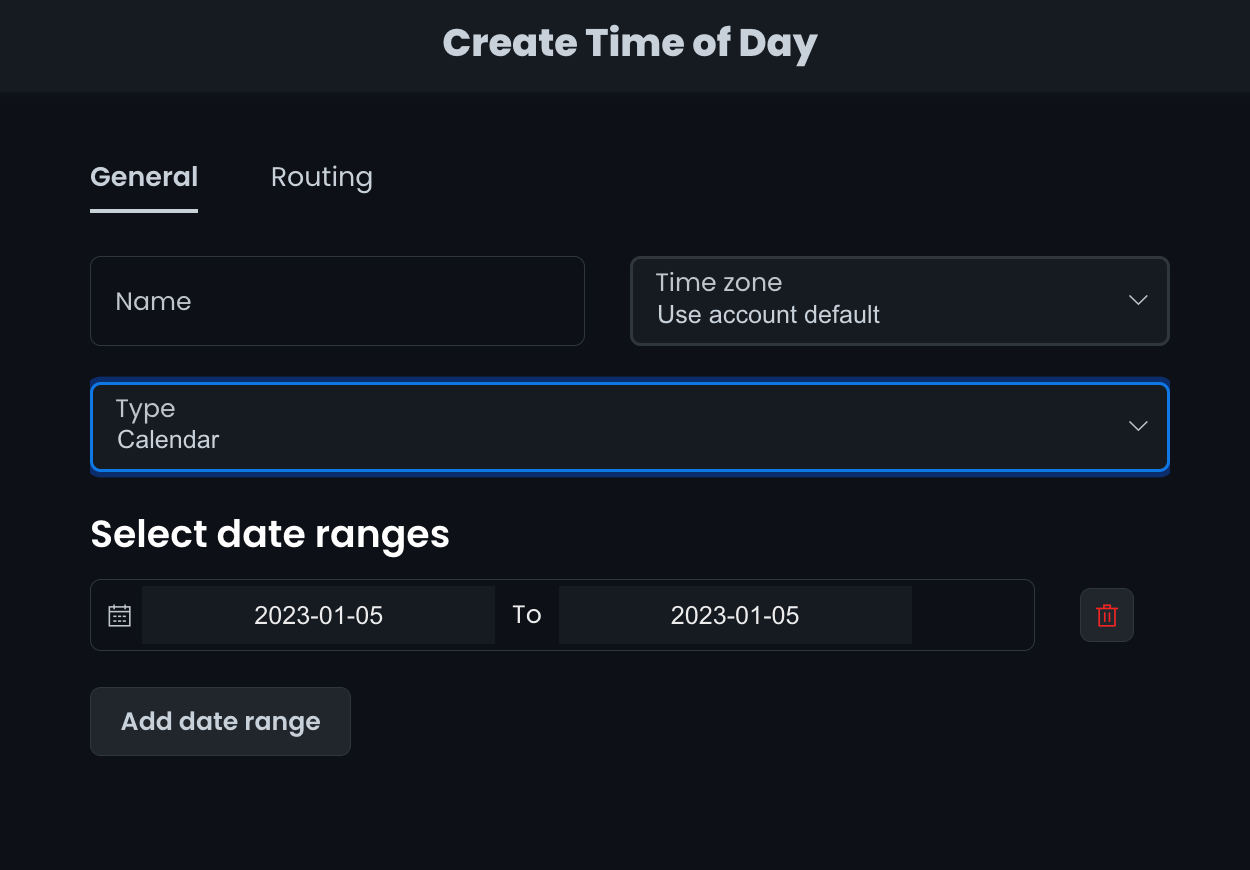 Create Time of Day
General Routing
Name
Time zone
Use account default
Type
Calendar
Select date ranges
2023-01-05 To 2023-01-05
Add date range